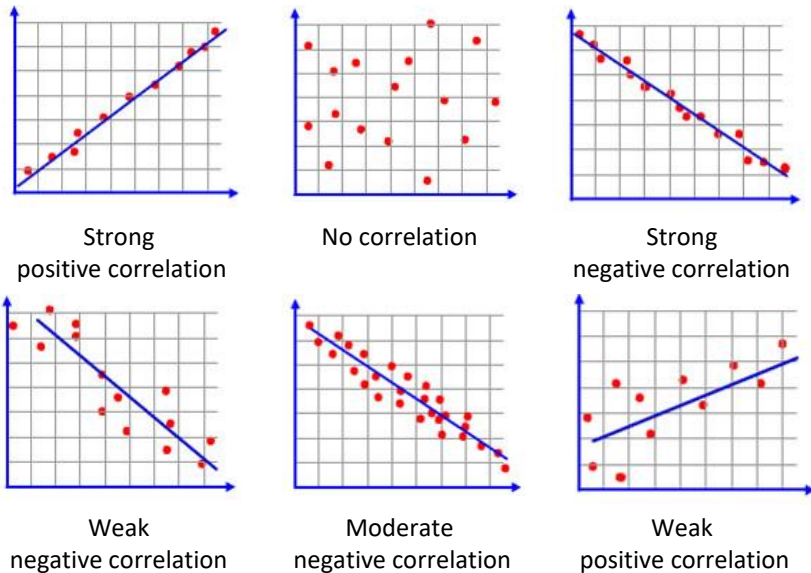 Strong
positive correlation
No correlation
Strong
negative correlation
Weak
negative correlation
Moderate
negative correlation
Weak
positive correlation